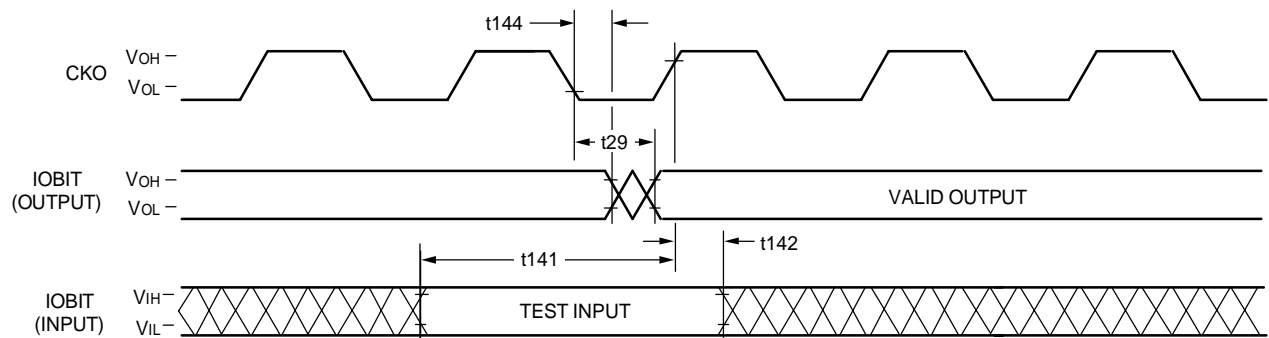 t144
CKO
VOH
VOL
t29
IOBIT
(OUTPUT)
VOH
VOL
VALID OUTPUT
t142
t141
IOBIT
(INPUT)
VIH
VIL
TEST INPUT